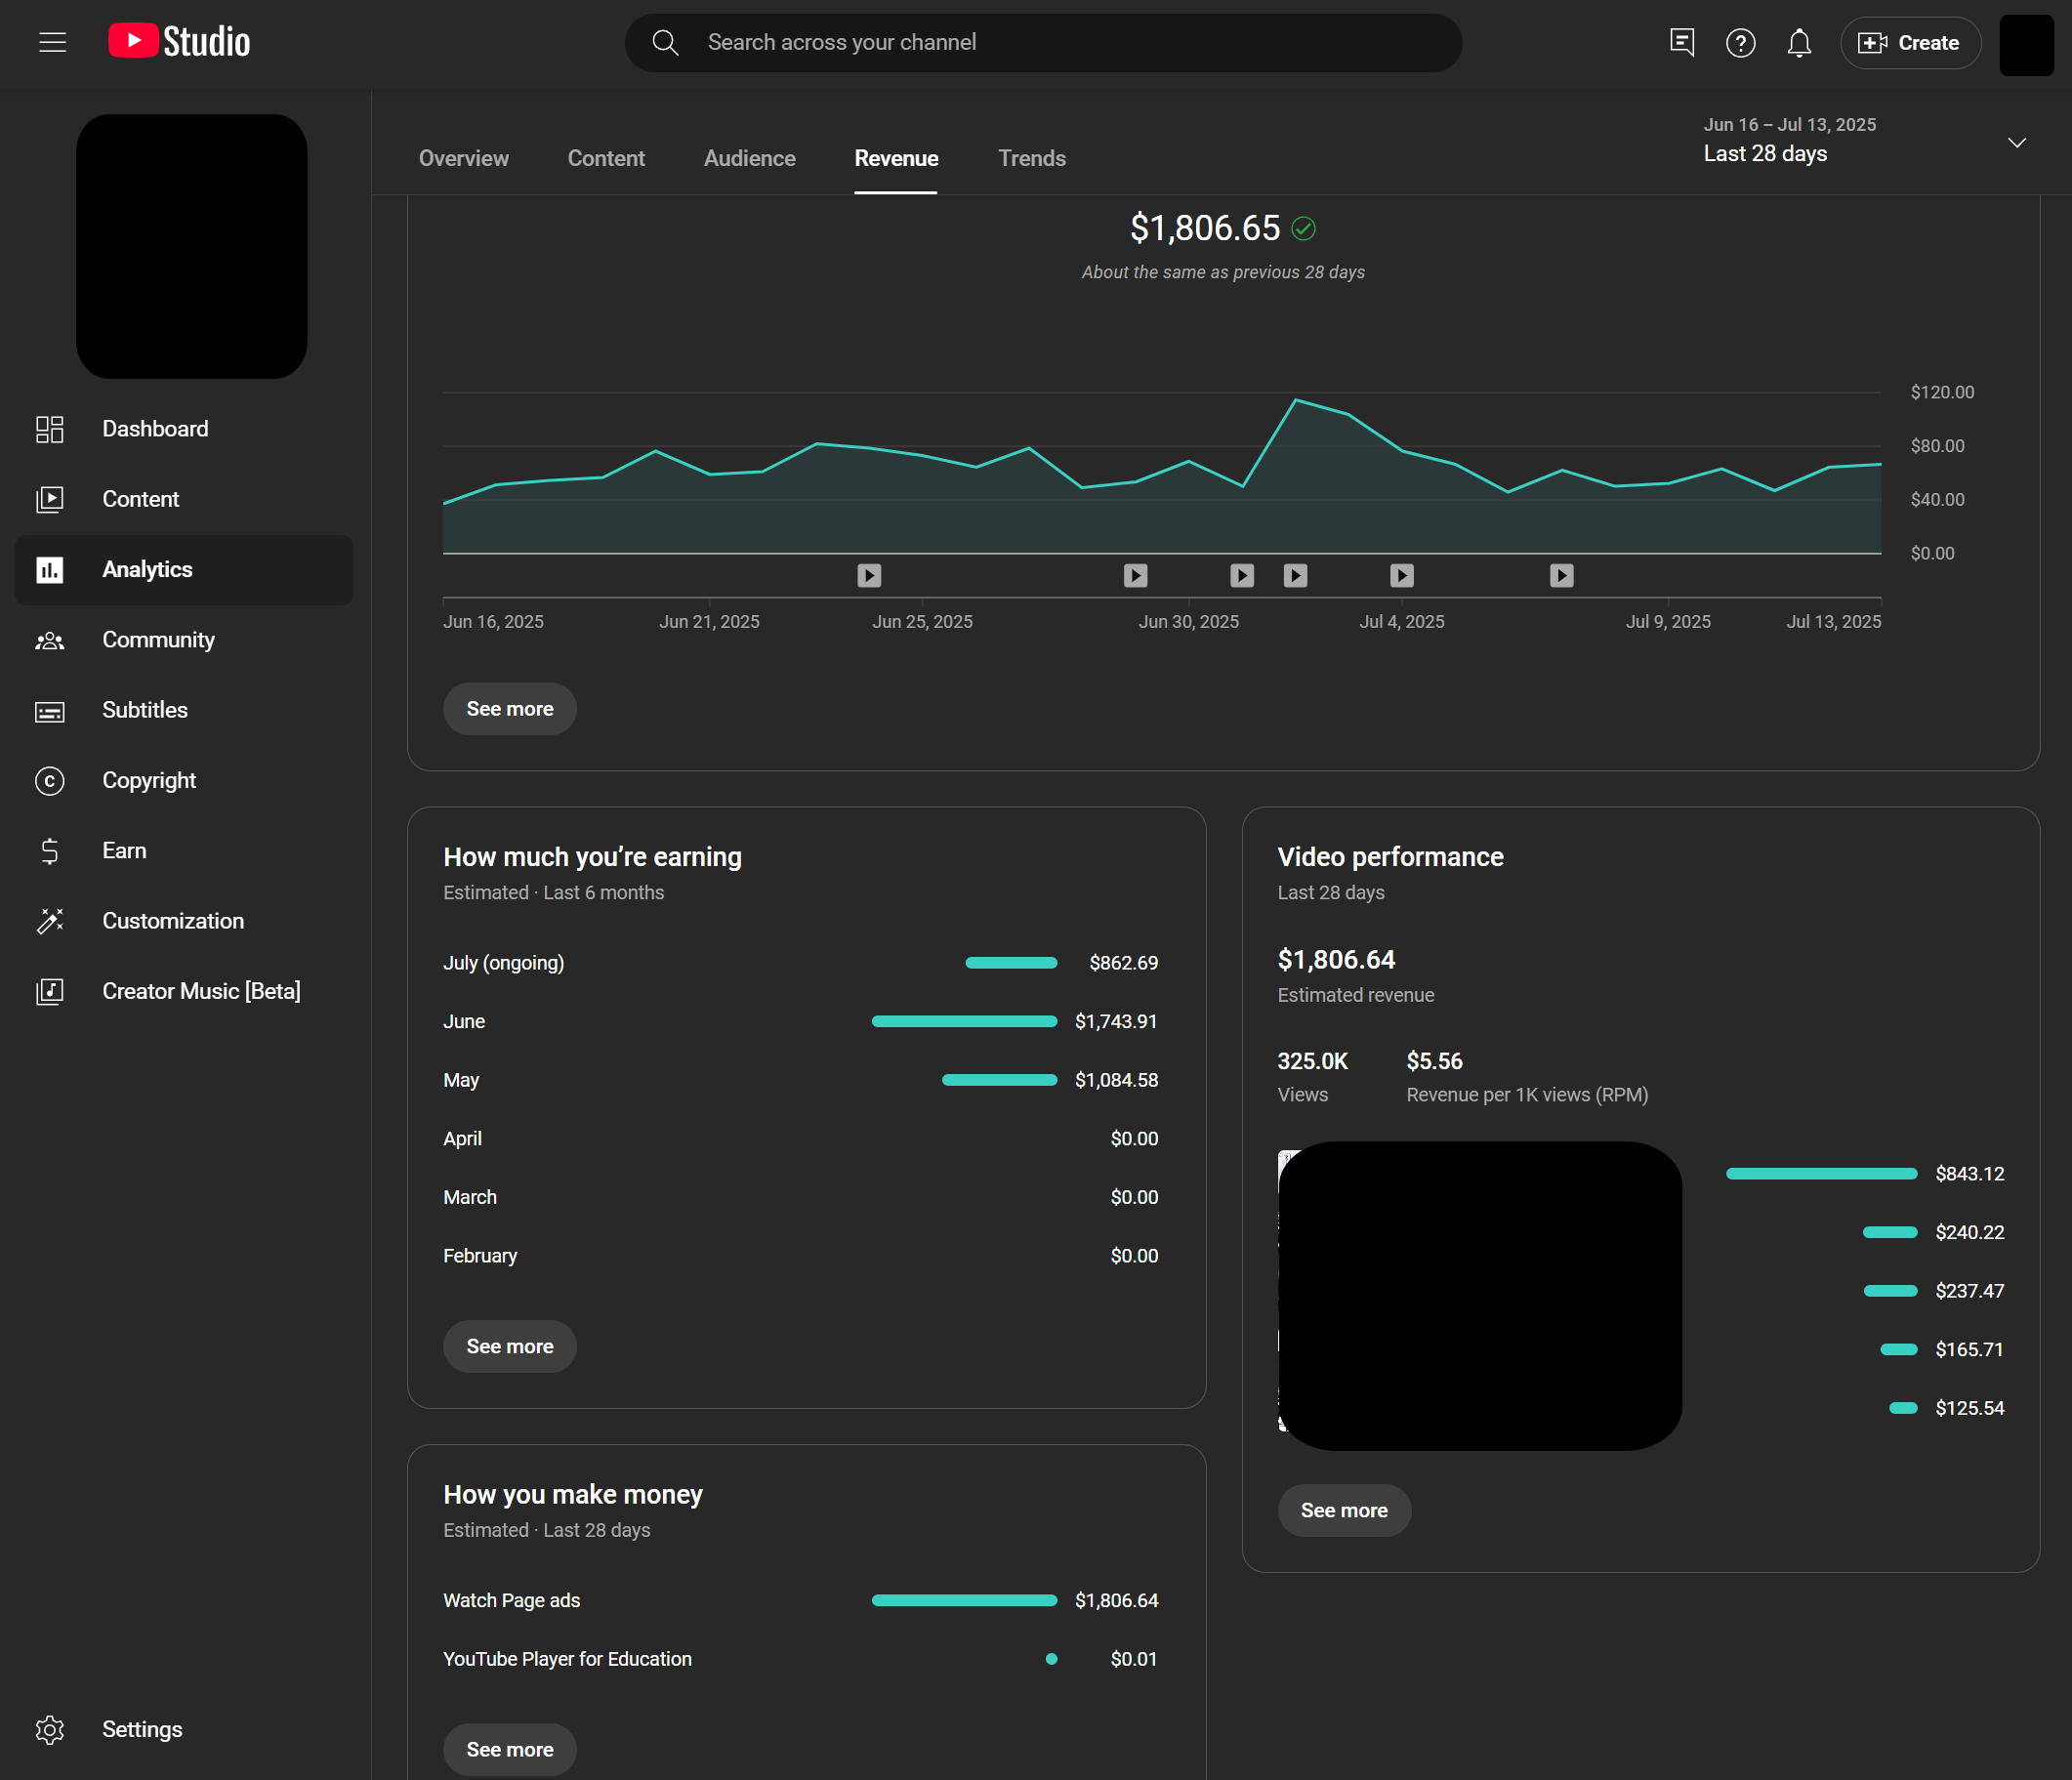 Studio
Search across your channel
Create
Overview
Content
Audience
Revenue
Trends
Jun 16 – Jul 13, 2025
Last 28 days
Dashboard
Content
Analytics
Community
Subtitles
Copyright
Earn
Customization
Creator Music [Beta]
Settings
$1,806.65
About the same as previous 28 days
$120.00
$80.00
$40.00
$0.00
Jun 16, 2025
Jun 21, 2025
Jun 25, 2025
Jun 30, 2025
Jul 4, 2025
Jul 9, 2025
Jul 13, 2025
See more
How much you’re earning
Estimated · Last 6 months
July (ongoing) $862.69
June $1,743.91
May $1,084.58
April $0.00
March $0.00
February $0.00
See more
How you make money
Estimated · Last 28 days
Watch Page ads $1,806.64
YouTube Player for Education $0.01
See more
Video performance
Last 28 days
$1,806.64
Estimated revenue
325.0K
Views
$5.56
Revenue per 1K views (RPM)
$843.12
$240.22
$237.47
$165.71
$125.54
See more